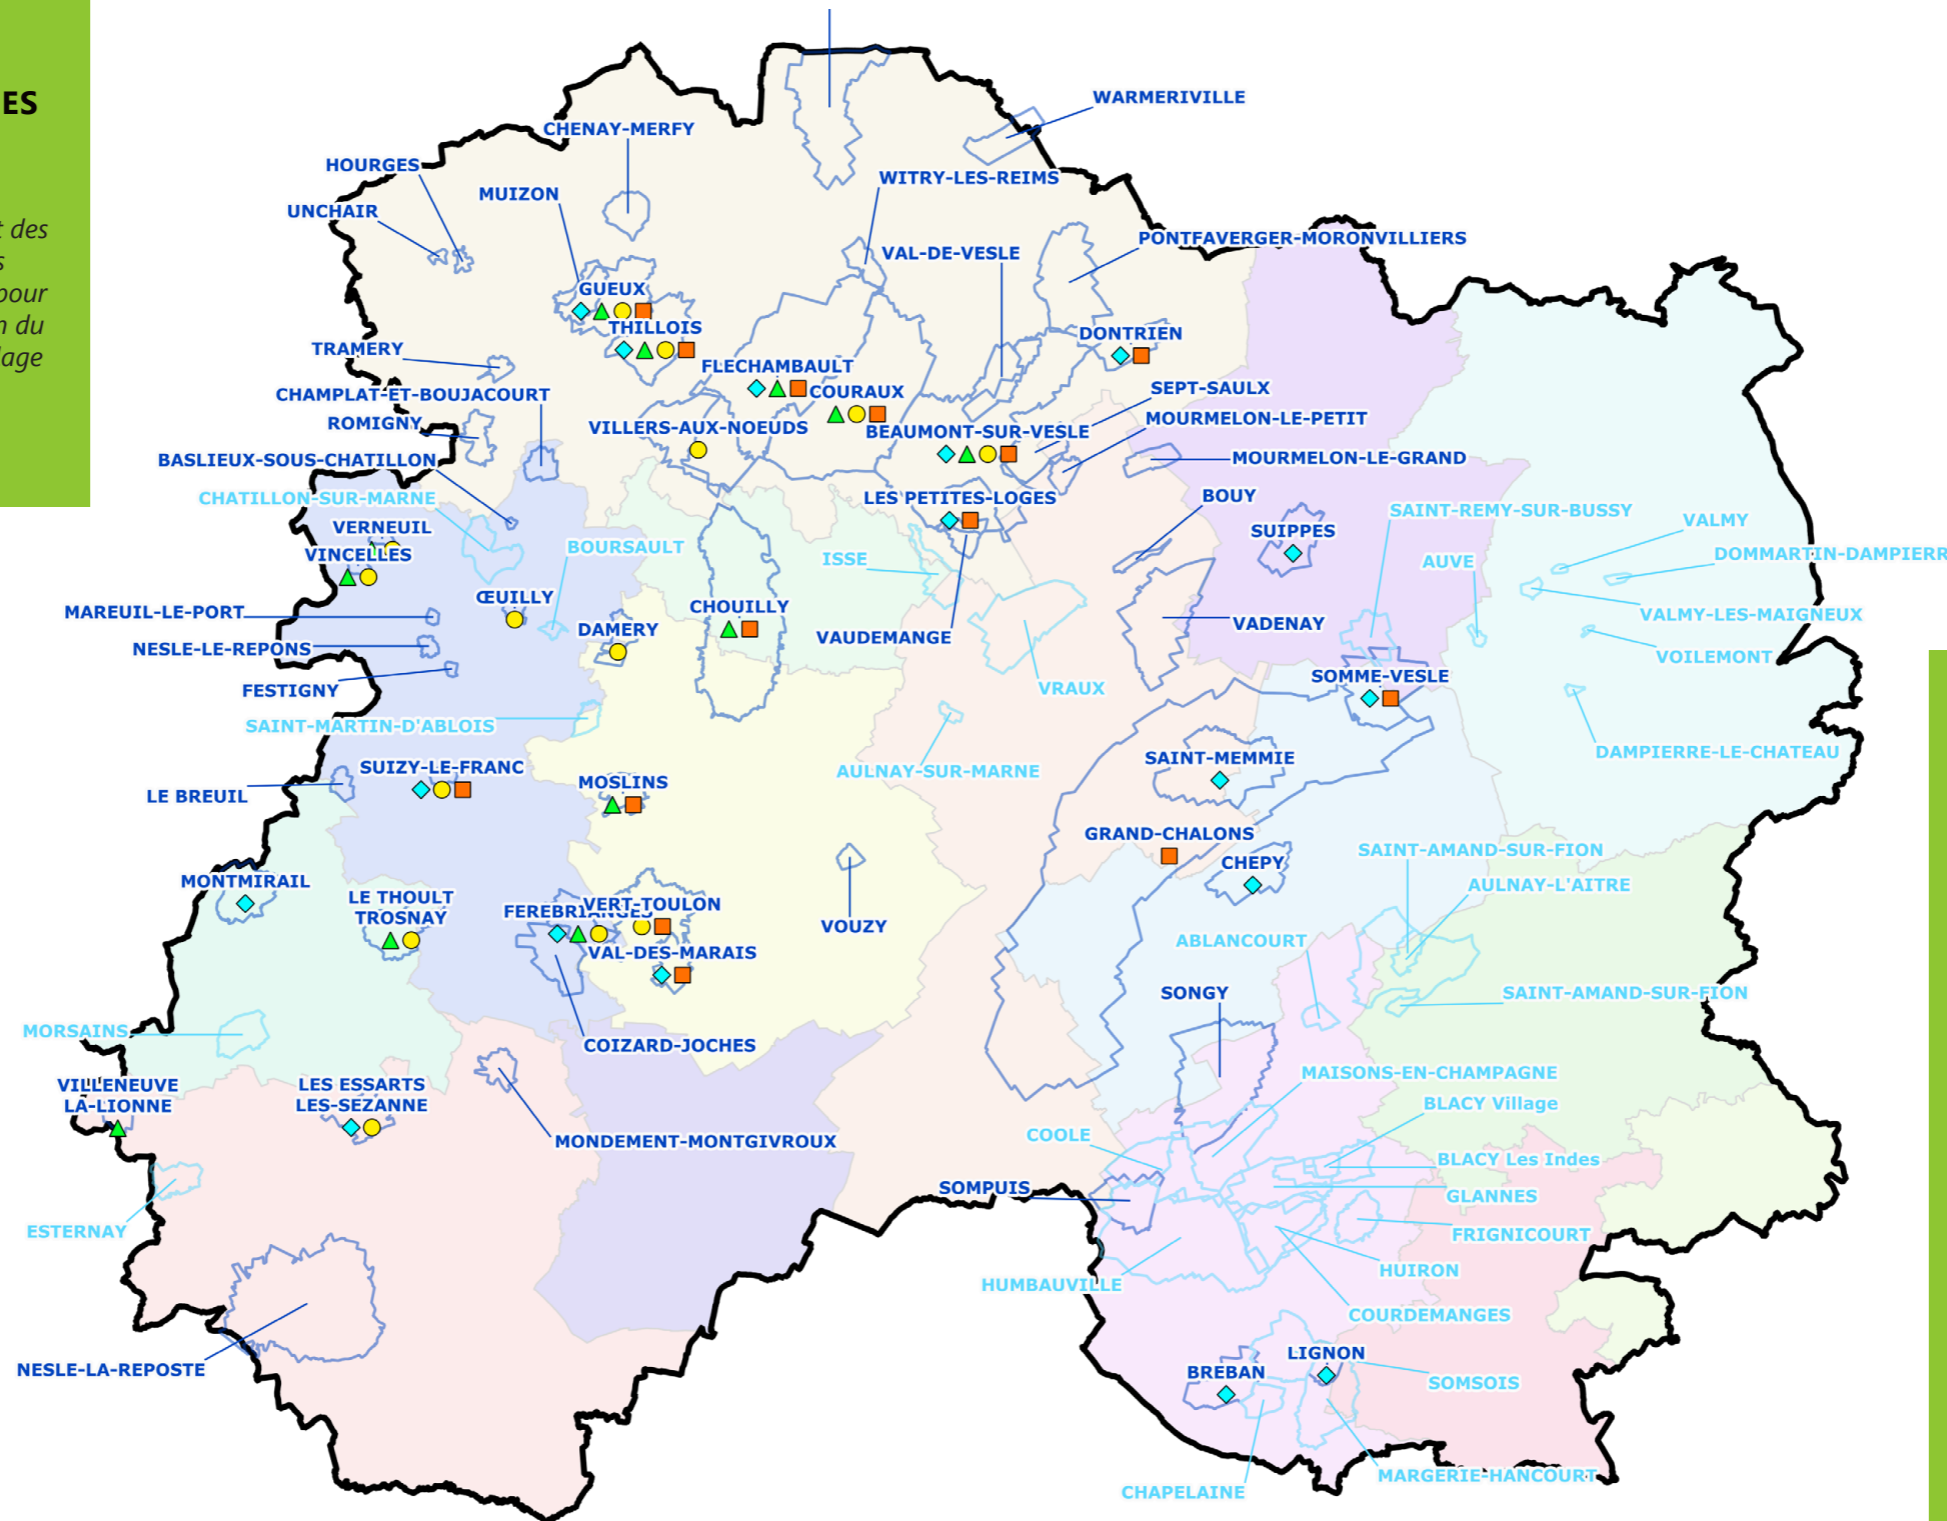 ES
t des
s
pour
n du
lage
WARMERIVILLE
CHENAY-MERFY
HOURGES
MUIZON
WITRY-LES-REIMS
UNCHAIR
VAL-DE-VESLE
PONTFAVERGER-MORONVILLIERS
GUEUX
THILLOIS
DONTRIEN
TRAMERY
FLECHAMBAULT
CHAMPLAT-ET-BOUJACOURT
COURAUX
SEPT-SAULX
ROMIGNY
VILLERS-AUX-NOEUDS
MOURMELON-LE-PETIT
BEAUMONT-SUR-VESLE
BASLIEUX-SOUS-CHATILLON
MOURMELON-LE-GRAND
CHATILLON-SUR-MARNE
LES PETITES-LOGES
BOUY
SAINT-REMY-SUR-BUSSY
VERNEUIL
SUIPPES
VALMY
VINCELLES
BOURSAULT
ISSE
AUVE
DOMMARTIN-DAMPIERR
ŒUILLY
MAREUIL-LE-PORT
CHOUILLY
VALMY-LES-MAIGNEUX
DAMERY
VAUDEMANGE
VADENAY
NESLE-LE-REPONS
VOILEMONT
FESTIGNY
VRAUX
SOMME-VESLE
SAINT-MARTIN-D'ABLOIS
DAMPIERRE-LE-CHATEAU
SUIZY-LE-FRANC
AULNAY-SUR-MARNE
SAINT-MEMMIE
LE BREUIL
MOSLINS
GRAND-CHALONS
CHEPY
SAINT-AMAND-SUR-FION
MONTMIRAIL
AULNAY-L'AITRE
LE THOULT
TROSNAY
FEREBRIANGES
VERT-TOULON
VOUZY
VAL-DES-MARAIS
ABLANCOURT
SONGY
SAINT-AMAND-SUR-FION
MORSAINS
COIZARD-JOCHES
MAISONS-EN-CHAMPAGNE
VILLENEUVE
LA-LIONNE
LES ESSARTS
LES-SEZANNE
BLACY Village
MONDEMENT-MONTGIVROUX
COOLE
BLACY Les Indes
SOMPUIS
GLANNES
ESTERNAY
FRIGNICOURT
HUMBAUVILLE
HUIRON
COURDEMANGES
NESLE-LA-REPOSTE
BREBAN
LIGNON
SOMSOIS
MARGERIE-HANCOURT
CHAPELAINE